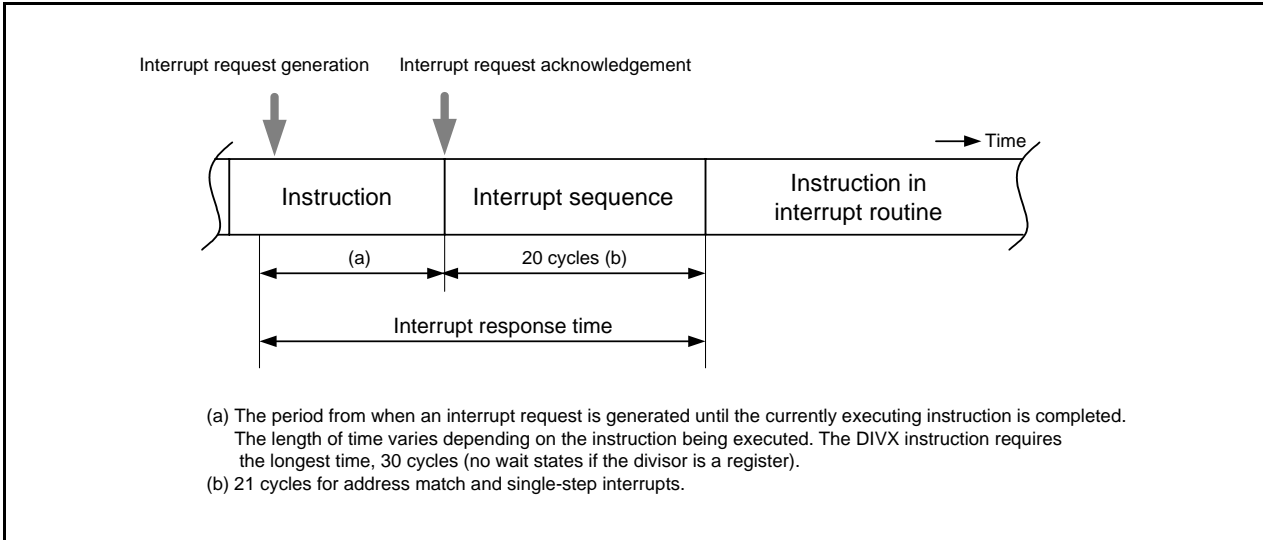 Interrupt request generation
Interrupt request acknowledgement
Time
Instruction
Interrupt sequence
Instruction in
interrupt routine
(a)
20 cycles (b)
Interrupt response time
(a) The period from when an interrupt request is generated until the currently executing instruction is completed.
The length of time varies depending on the instruction being executed. The DIVX instruction requires
the longest time, 30 cycles (no wait states if the divisor is a register).
(b) 21 cycles for address match and single-step interrupts.